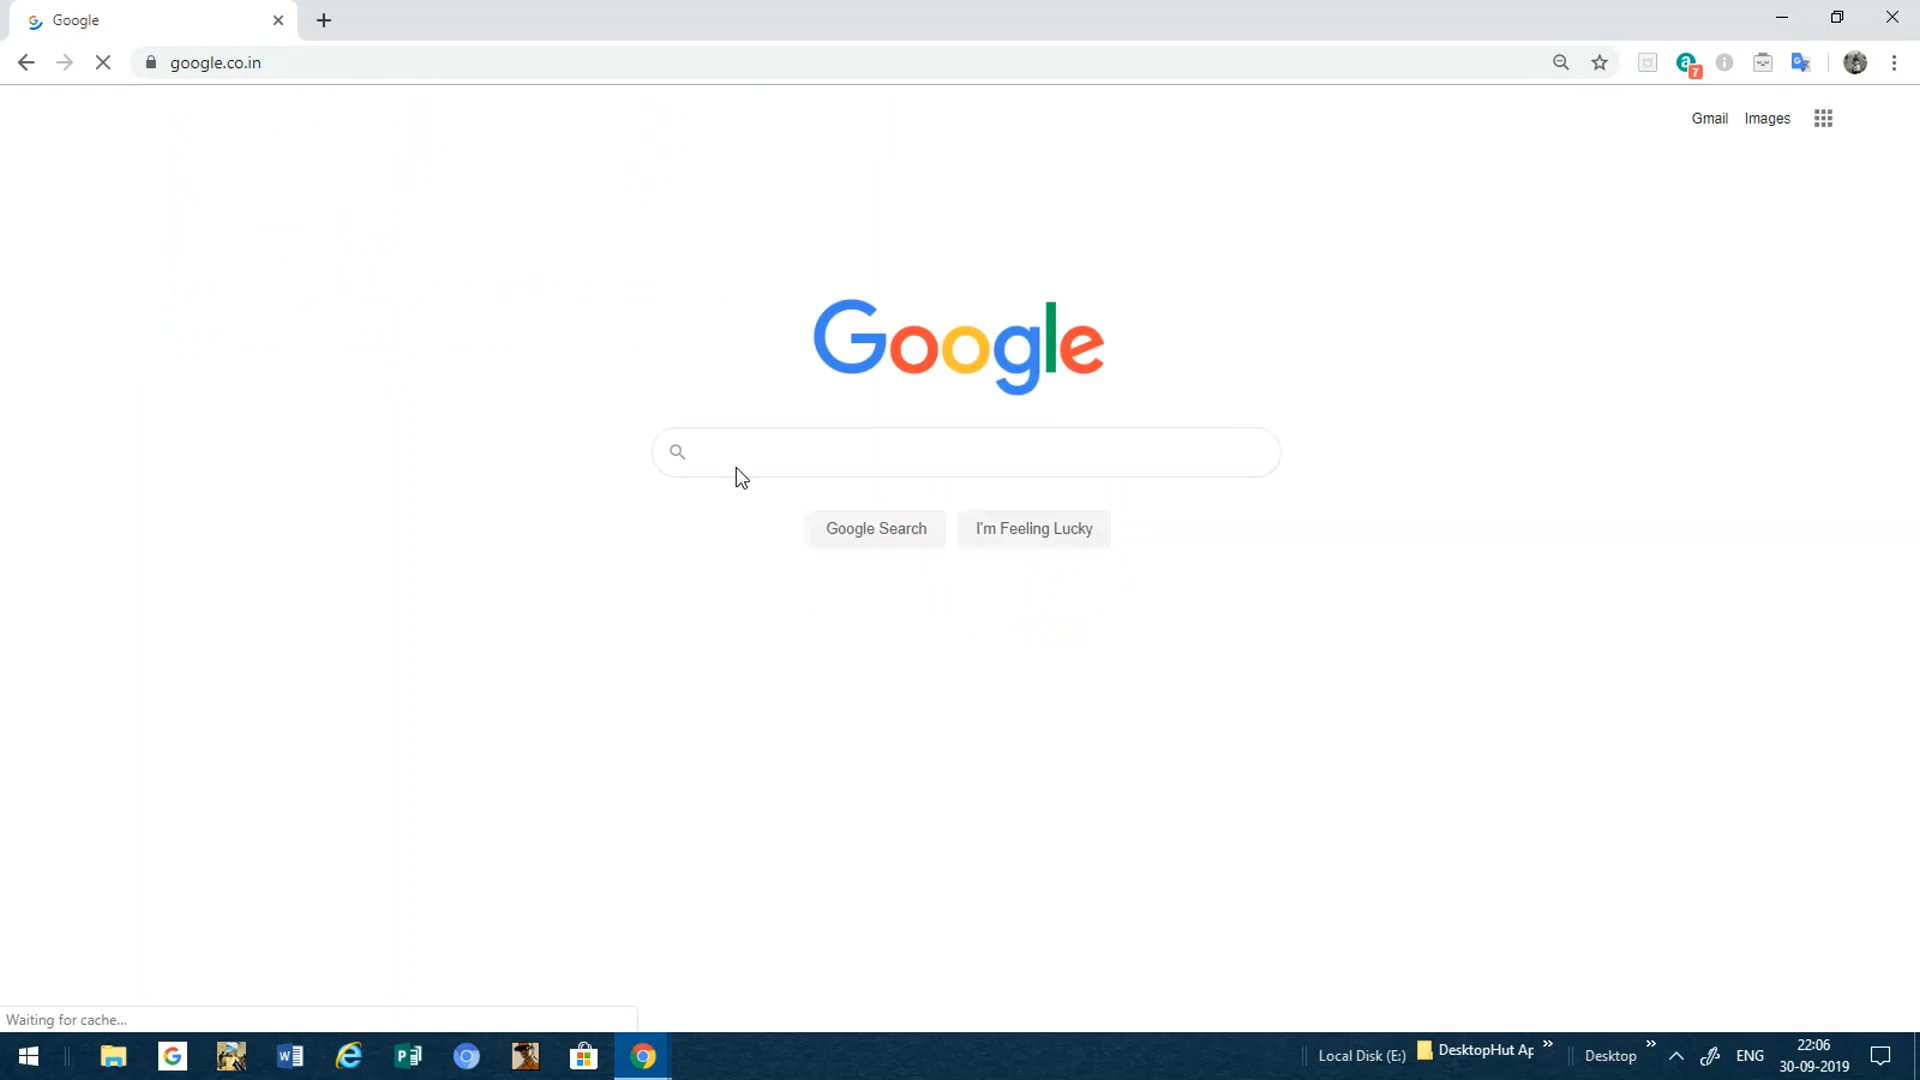 Google
google.co.in
7
Gmail Images
Google
Google Search I'm Feeling Lucky
Waiting for cache...
Local Disk (E:) DesktopHut Ap » Desktop » ENG 22:06
30-09-2019